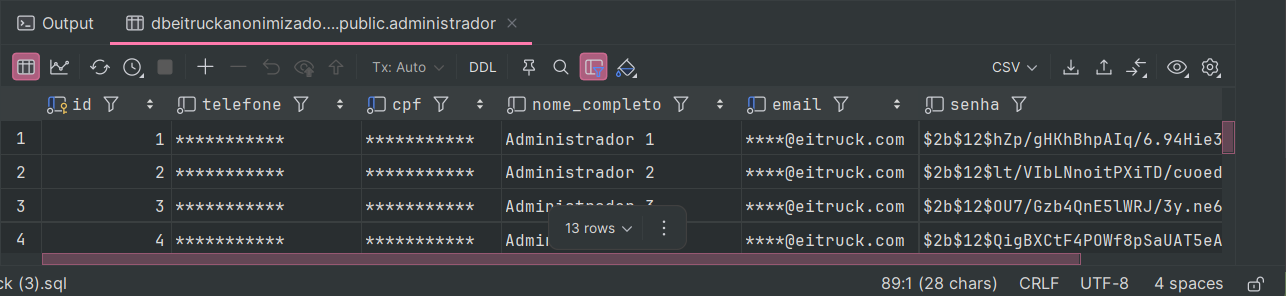 Output dbeitruckanonimizado....public.administrador
Tx: Auto DDL CSV
id telefone cpf nome_completo email senha
1 1 *********** *********** Administrador 1 ****@eitruck.com $2b$12$hZp/gHKhBhpAIq/6.94Hie3
2 2 *********** *********** Administrador 2 ****@eitruck.com $2b$12$lt/VIbLNnoitPXiTD/cuoed
3 3 *********** *********** Administrador 3 ****@eitruck.com $2b$12$OU7/Gzb4QnE5lWRJ/3y.ne6
4 4 *********** *********** Admin ****@eitruck.com $2b$12$QigBXCtF4POWf8pSaUAT5eA
13 rows
ck (3).sql 89:1 (28 chars) CRLF UTF-8 4 spaces